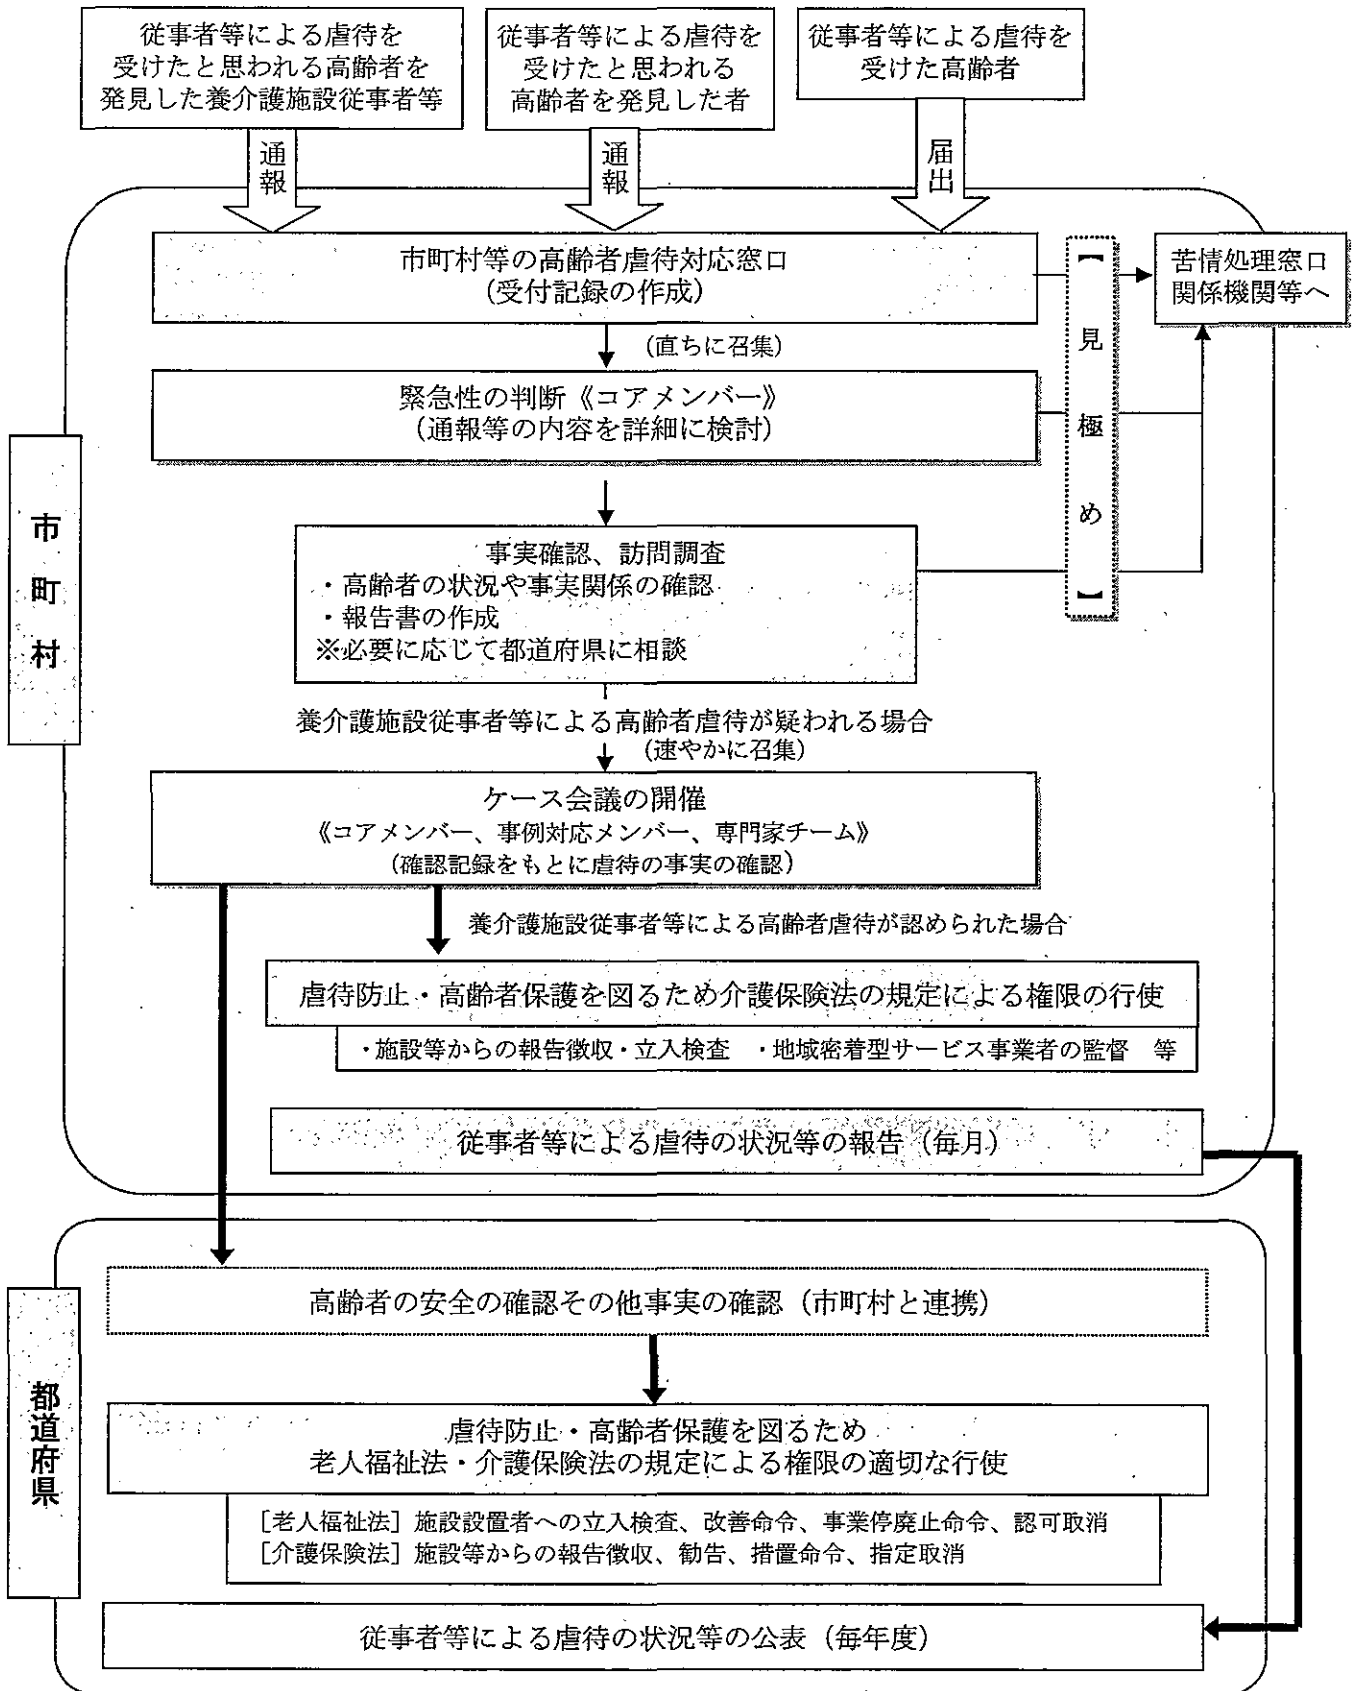 従事者等による虐待を
受けたと思われる高齢者を
発見した養介護施設従事者等
従事者等による虐待を
受けたと思われる
高齢者を発見した者
従事者等による虐待を
受けた高齢者
通報
通報
届出
市町村等の高齢者虐待対応窓口
(受付記録の作成)
【見極め】
苦情処理窓口
関係機関等へ
(直ちに召集)
緊急性の判断《コアメンバー》
(通報等の内容を詳細に検討)
市町村
事実確認、訪問調査
・高齢者の状況や事実関係の確認
・報告書の作成
※必要に応じて都道府県に相談
養介護施設従事者等による高齢者虐待が疑われる場合
(速やかに召集)
ケース会議の開催
《コアメンバー、事例対応メンバー、専門家チーム》
(確認記録をもとに虐待の事実の確認)
養介護施設従事者等による高齢者虐待が認められた場合
虐待防止・高齢者保護を図るため介護保険法の規定による権限の行使
・施設等からの報告徴収・立入検査 ・地域密着型サービス事業者の監督 等
従事者等による虐待の状況等の報告(毎月)
都道府県
高齢者の安全の確認その他事実の確認(市町村と連携)
虐待防止・高齢者保護を図るため
老人福祉法・介護保険法の規定による権限の適切な行使
[老人福祉法]施設設置者への立入検査、改善命令、事業停廃止命令、認可取消
[介護保険法]施設等からの報告徴収、勧告、措置命令、指定取消
従事者等による虐待の状況等の公表(毎年度)